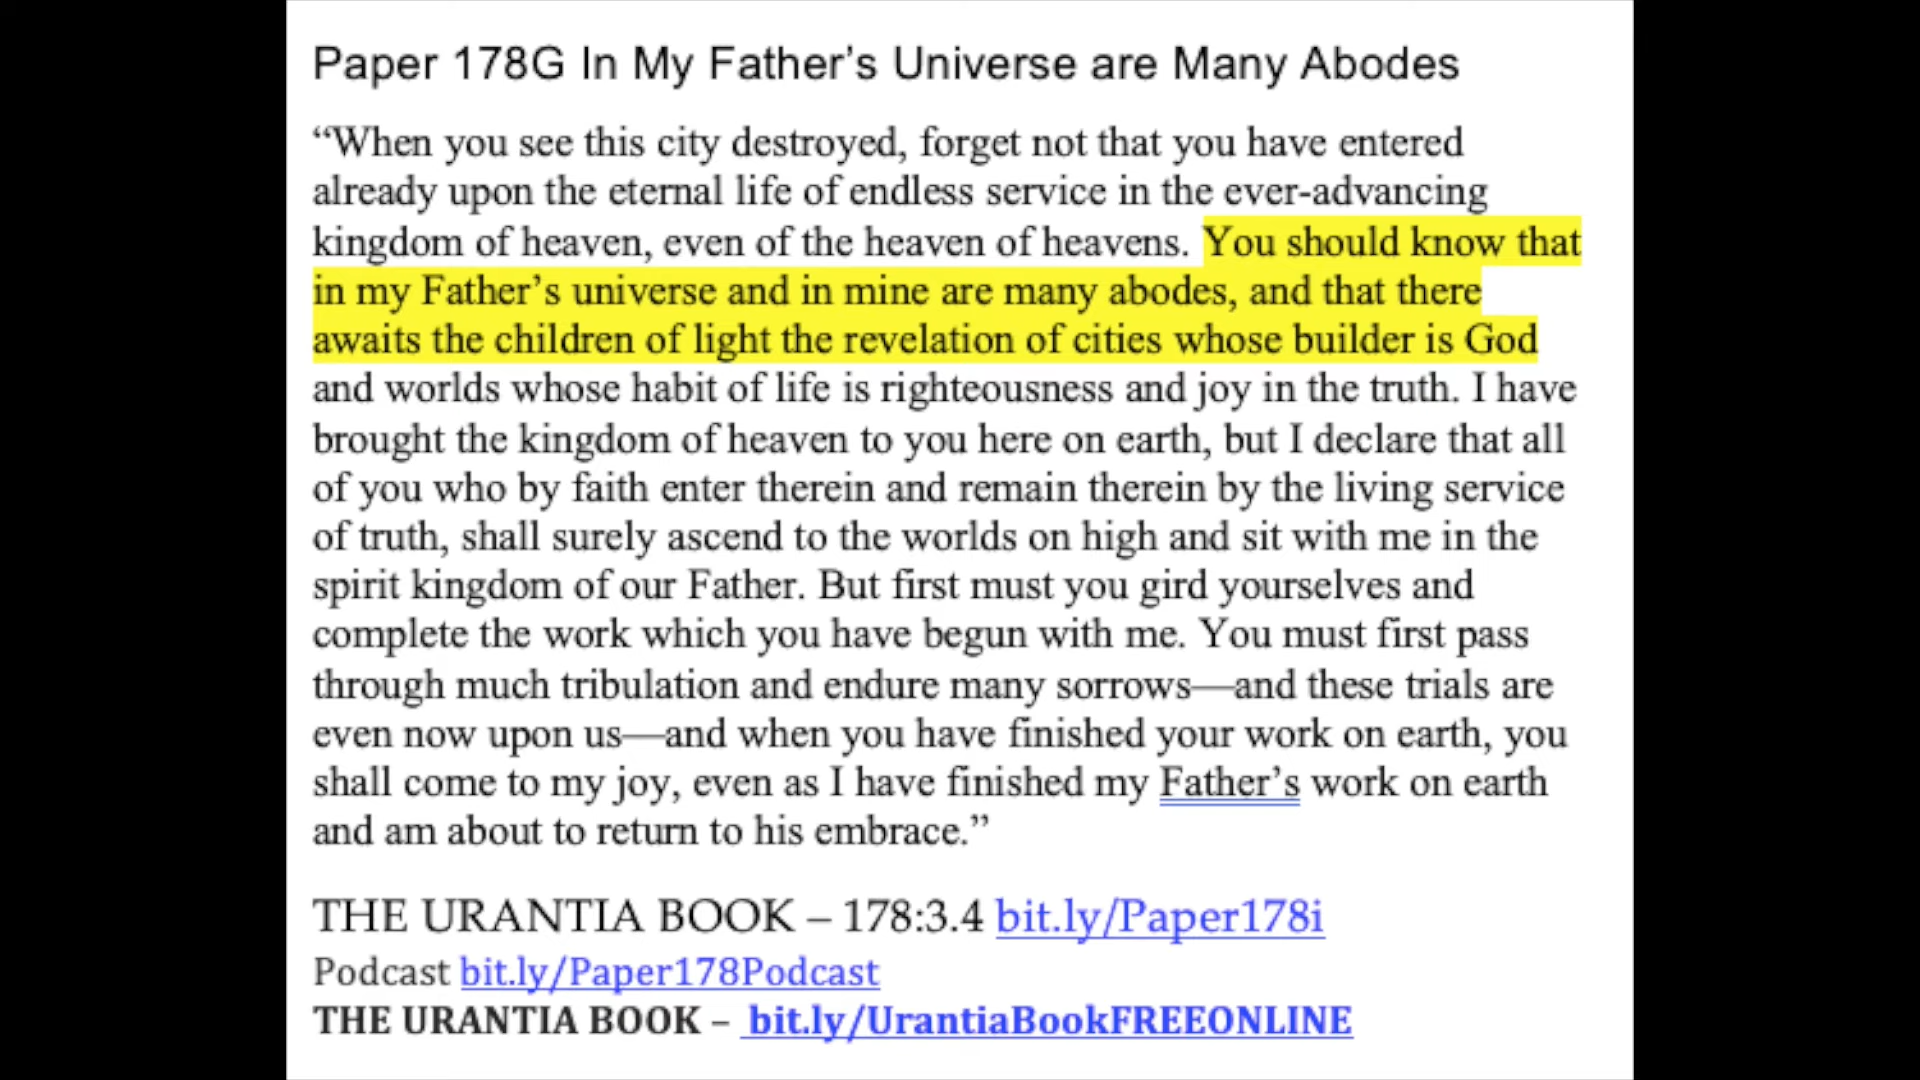 Paper 178G In My Father’s Universe are Many Abodes
“When you see this city destroyed, forget not that you have entered
already upon the eternal life of endless service in the ever-advancing
kingdom of heaven, even of the heaven of heavens. You should know that
in my Father’s universe and in mine are many abodes, and that there
awaits the children of light the revelation of cities whose builder is God
and worlds whose habit of life is righteousness and joy in the truth. I have
brought the kingdom of heaven to you here on earth, but I declare that all
of you who by faith enter therein and remain therein by the living service
of truth, shall surely ascend to the worlds on high and sit with me in the
spirit kingdom of our Father. But first must you gird yourselves and
complete the work which you have begun with me. You must first pass
through much tribulation and endure many sorrows—and these trials are
even now upon us—and when you have finished your work on earth, you
shall come to my joy, even as I have finished my Father’s work on earth
and am about to return to his embrace.”
THE URANTIA BOOK – 178:3.4 bit.ly/Paper178i
Podcast bit.ly/Paper178Podcast
THE URANTIA BOOK – bit.ly/UrantiaBookFREEONLINE